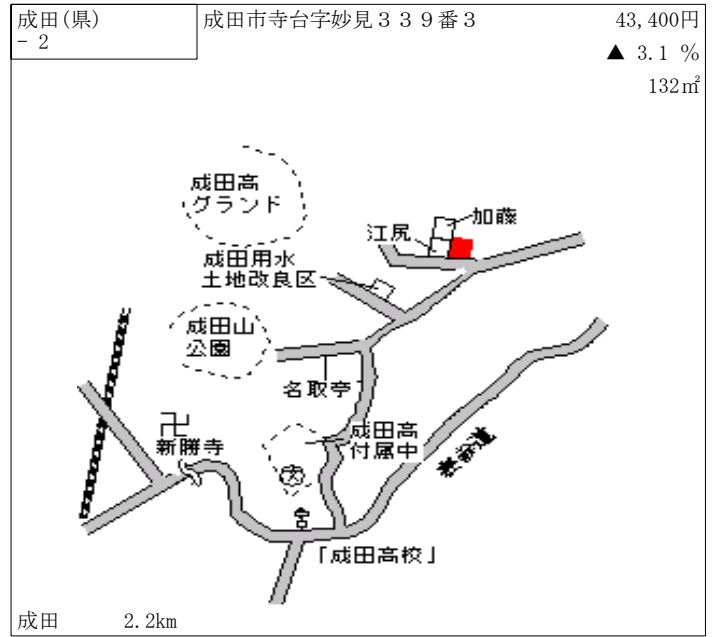 成田(県)
- 2
成田市寺台字妙見３３９番３
43,400円
▲ 3.1 %
132㎡
成田高
グランド
加藤
江尻
成田用水
土地改良区
成田山
公園
名取亭
卍
新勝寺
成田高
付属中
「成田高校」
成田 2.2km